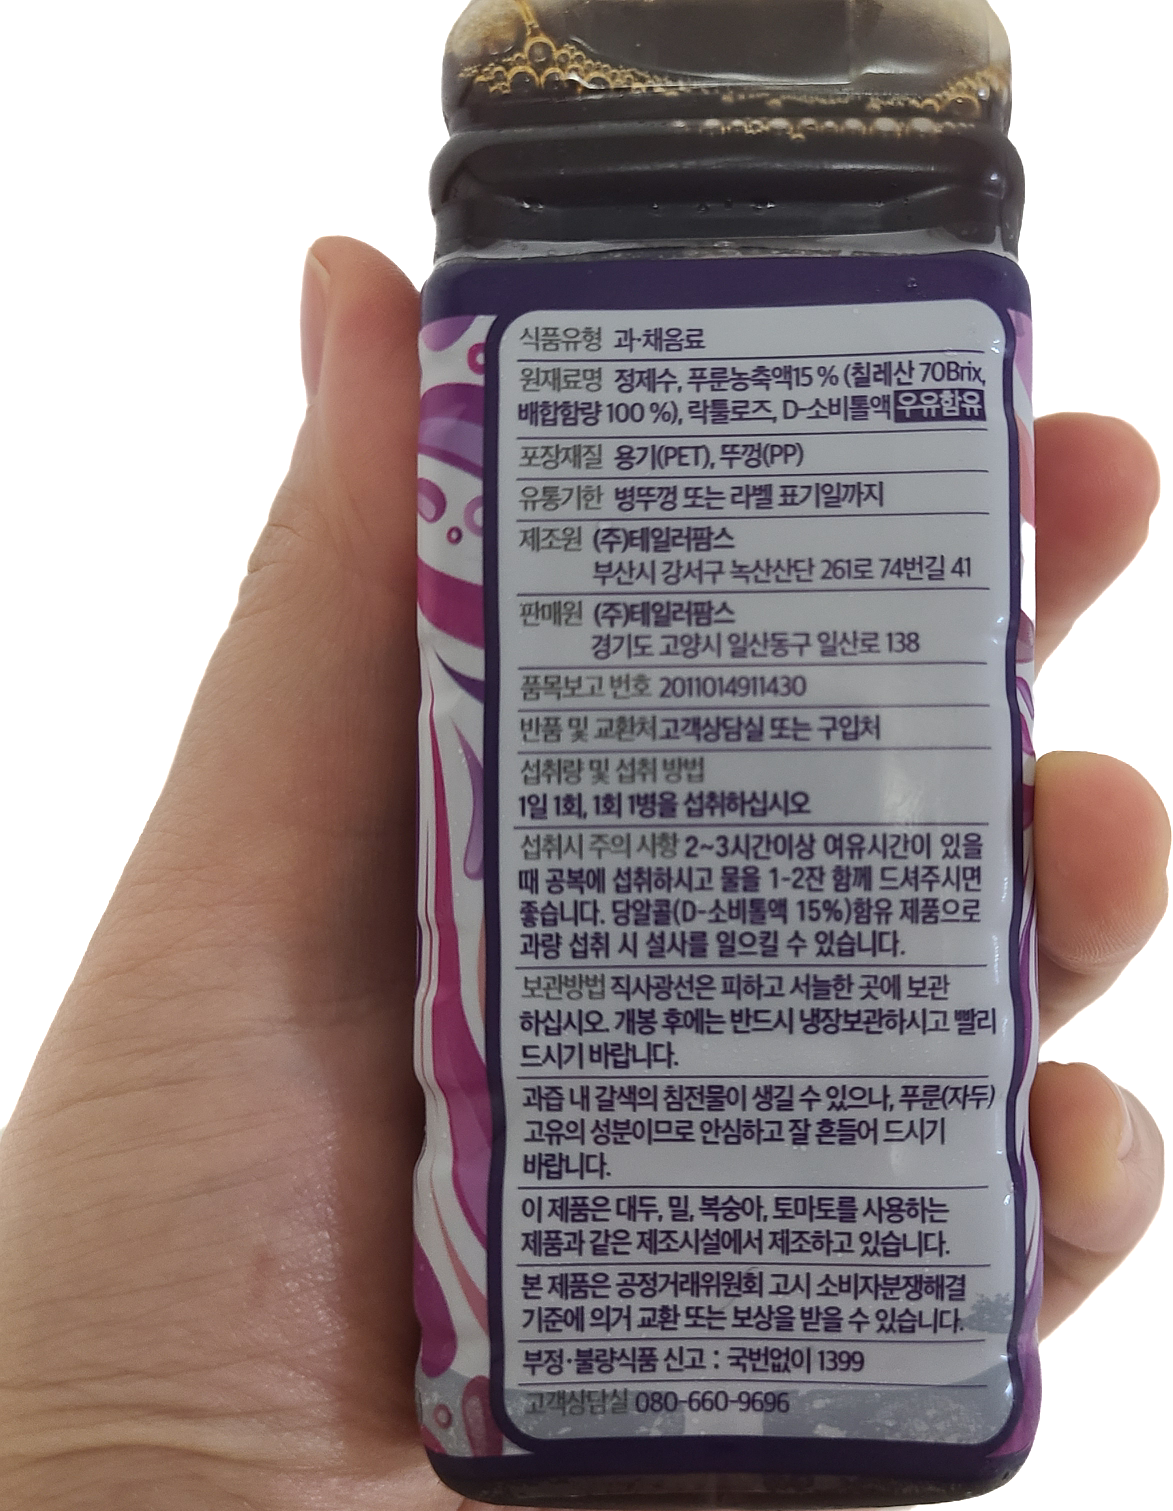 식품유형 과·채음료
원재료명 정제수, 푸룬농축액15 % (칠레산 70Brix,
배합함량 100 %), 락툴로즈, D-소비톨액 우유함유
포장재질 용기(PET), 뚜껑(PP)
유통기한 병뚜껑 또는 라벨 표기일까지
제조원 (주)테일러팜스
부산시 강서구 녹산산단 261로 74번길 41
판매원 (주)테일러팜스
경기도 고양시 일산동구 일산로 138
품목보고 번호 2011014911430
반품 및 교환처 고객상담실 또는 구입처
섭취량 및 섭취 방법
1일 1회, 1회 1병을 섭취하십시오
섭취시 주의 사항 2~3시간이상 여유시간이 있을
때 공복에 섭취하시고 물을 1-2잔 함께 드셔주시면
좋습니다. 당알콜(D-소비톨액 15%)함유 제품으로
과량 섭취 시 설사를 일으킬 수 있습니다.
보관방법 직사광선은 피하고 서늘한 곳에 보관
하십시오. 개봉 후에는 반드시 냉장보관하시고 빨리
드시기 바랍니다.
과즙 내 갈색의 침전물이 생길 수 있으나, 푸룬(자두)
고유의 성분이므로 안심하고 잘 흔들어 드시기
바랍니다.
이 제품은 대두, 밀, 복숭아, 토마토를 사용하는
제품과 같은 제조시설에서 제조하고 있습니다.
본 제품은 공정거래위원회 고시 소비자분쟁해결
기준에 의거 교환 또는 보상을 받을 수 있습니다.
부정·불량식품 신고 : 국번없이 1399
고객상담실 080-660-9696